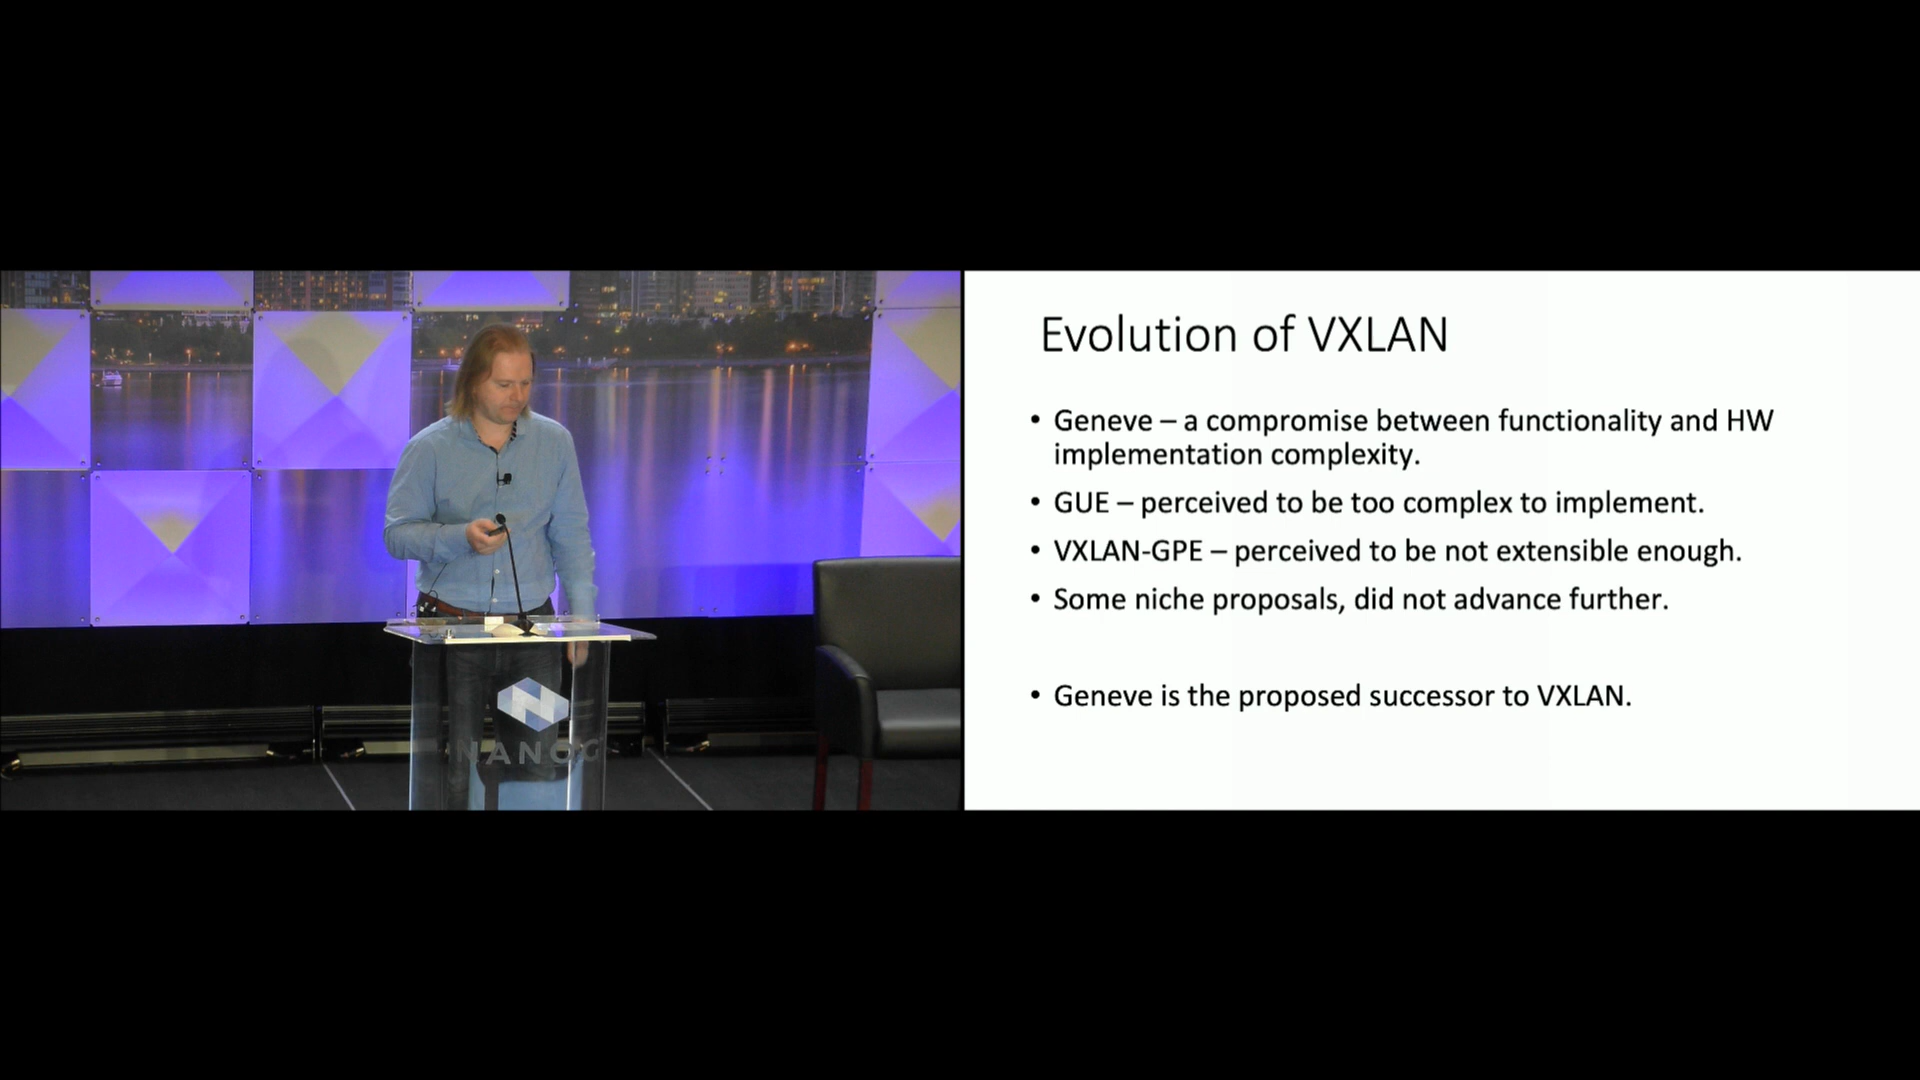 Evolution of VXLAN
• Geneve – a compromise between functionality and HW
implementation complexity.
• GUE – perceived to be too complex to implement.
• VXLAN-GPE – perceived to be not extensible enough.
• Some niche proposals, did not advance further.
• Geneve is the proposed successor to VXLAN.
NANOG